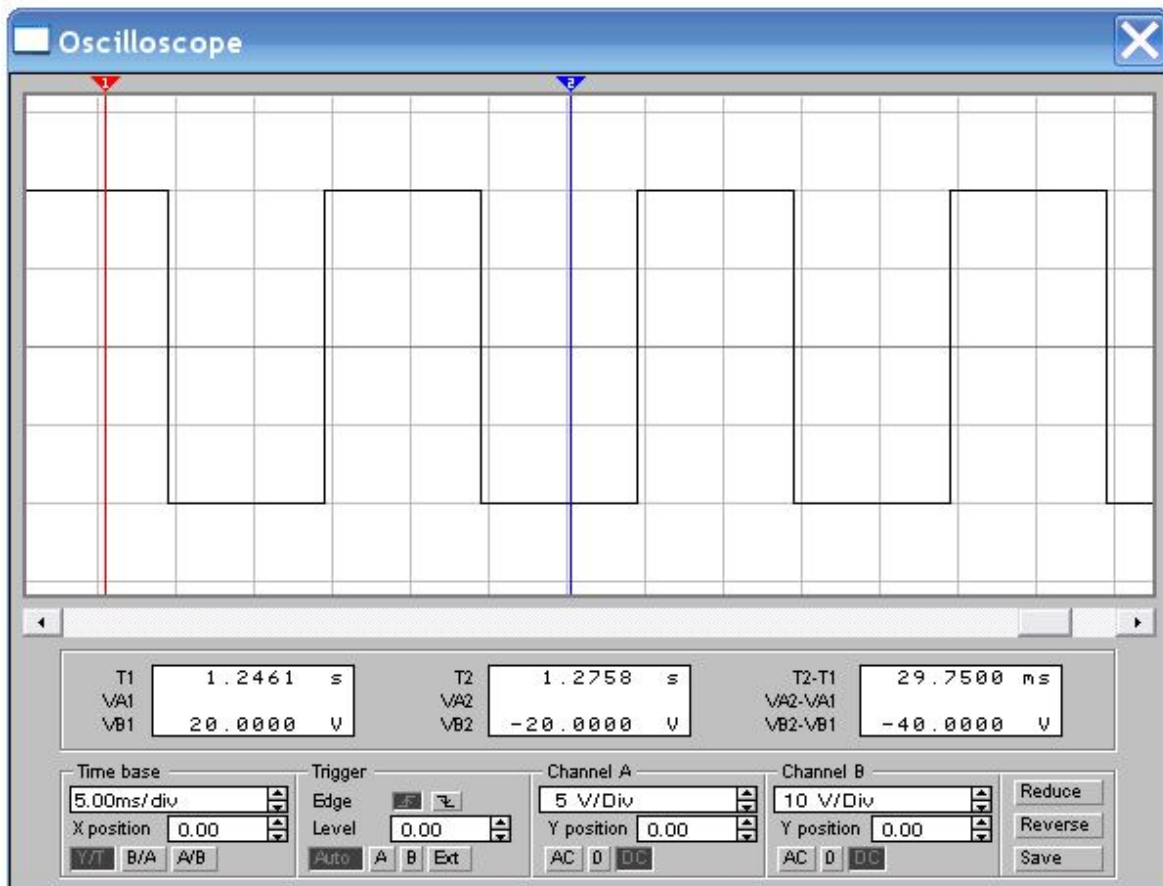 Oscilloscope
1 2
T1 1.2461 s T2 1.2758 s T2-T1 29.7500 ms
VA1 VA2 VA2-VA1
VB1 20.0000 V VB2 -20.0000 V VB2-VB1 -40.0000 V
Time base Trigger Channel A Channel B
5.00ms/div Edge 5 V/Div 10 V/Div Reduce
X position 0.00 Level 0.00 Y position 0.00 Y position 0.00 Reverse
Y/T B/A A/B Auto A B Ext AC 0 DC AC 0 DC Save